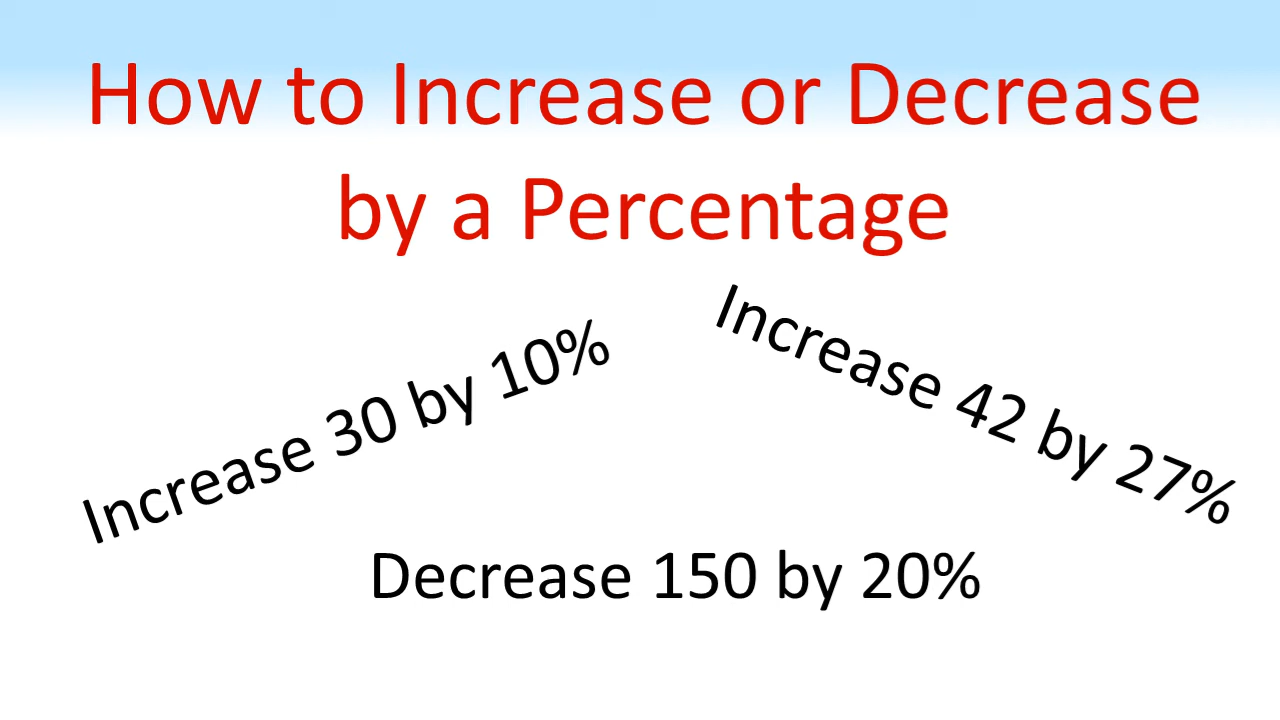 How to Increase or Decrease
by a Percentage
Increase 30 by 10%
Increase 42 by 27%
Decrease 150 by 20%